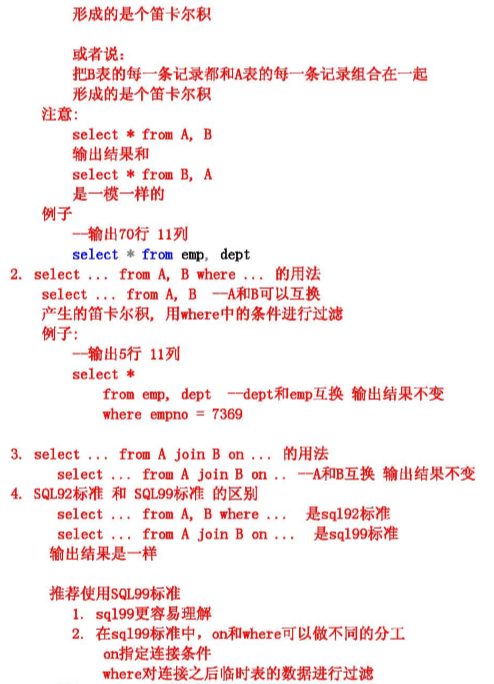 形成的是个笛卡尔积
或者说:
把B表的每一条记录都和A表的每一条记录组合在一起
形成的是个笛卡尔积
注意:
select * from A, B
输出结果和
select * from B, A
是一模一样的
例子
--输出70行 11列
select * from emp, dept
2. select ... from A, B where ... 的用法
select ... from A, B --A和B可以互换
产生的笛卡尔积, 用where中的条件进行过滤
例子:
--输出5行 11列
select *
from emp, dept --dept和emp互换 输出结果不变
where empno = 7369
3. select ... from A join B on ... 的用法
select ... from A join B on .. --A和B互换 输出结果不变
4. SQL92标准 和 SQL99标准 的区别
select ... from A, B where ... 是sql92标准
select ... from A join B on ... 是sql99标准
输出结果是一样
推荐使用SQL99标准
1. sql99更容易理解
2. 在sql99标准中, on和where可以做不同的分工
on指定连接条件
where对连接之后临时表的数据进行过滤